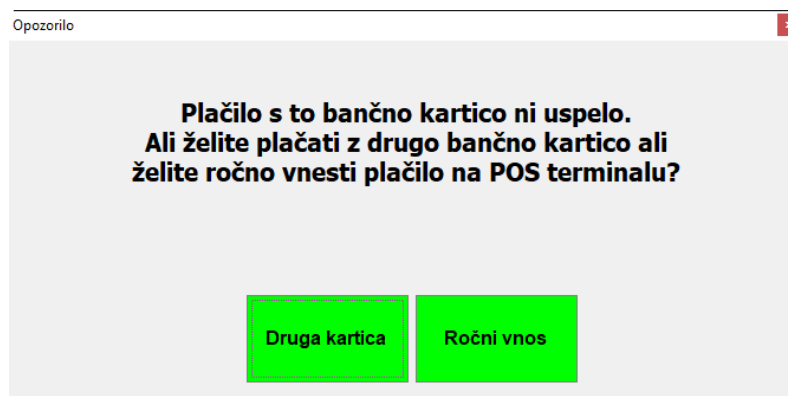 Opozorilo
Plačilo s to bančno kartico ni uspelo.
Ali želite plačati z drugo bančno kartico ali
želite ročno vnesti plačilo na POS terminalu?
Druga kartica
Ročni vnos